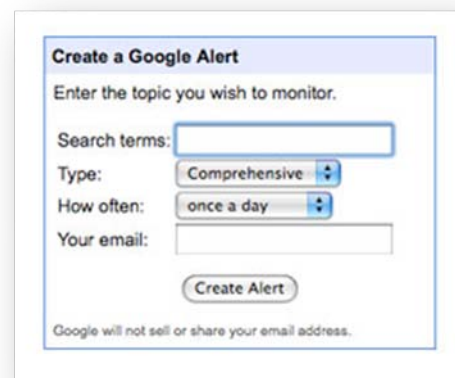 Create a Google Alert
Enter the topic you wish to monitor.
Search terms:
Type: Comprehensive
How often: once a day
Your email:
Create Alert
Google will not sell or share your email address.